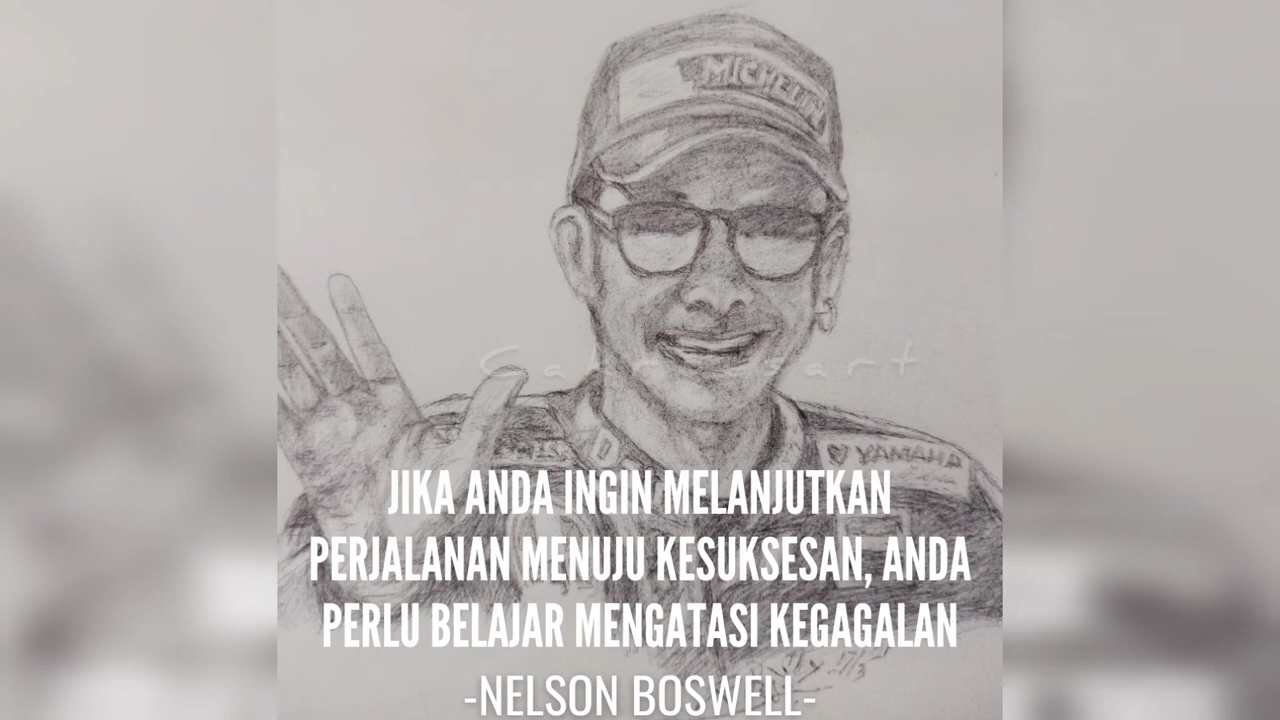 MICHELIN
YAMAHA
JIKA ANDA INGIN MELANJUTKAN
PERJALANAN MENUJU KESUKSESAN, ANDA
PERLU BELAJAR MENGATASI KEGAGALAN
-NELSON BOSWELL-